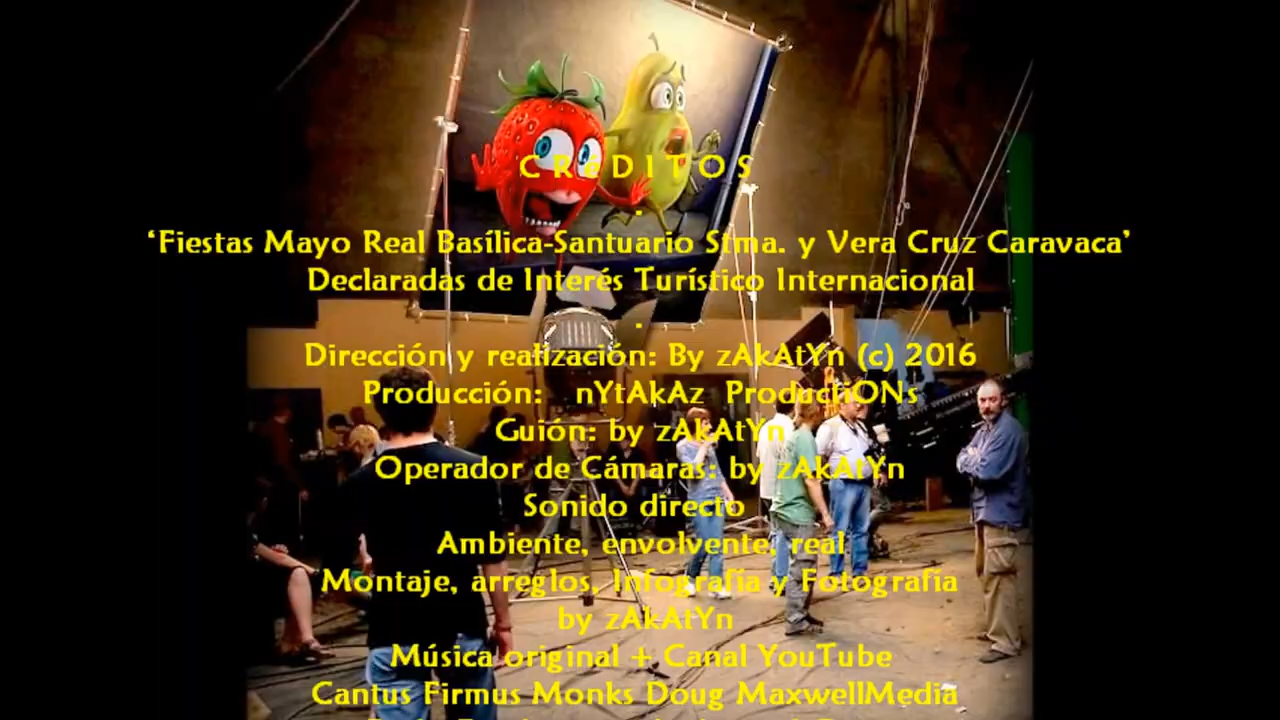 C R é D I T O S
.
‘Fiestas Mayo Real Basílica-Santuario Stma. y Vera Cruz Caravaca’
Declaradas de Interés Turístico Internacional
.
Dirección y realización: By zAkAtYn (c) 2016
Producción: nYtAkAz ProductiONs
Guión: by zAkAtYn
Operador de Cámaras: by zAkAtYn
Sonido directo
Ambiente, envolvente, real
Montaje, arreglos, Infografía y Fotografía
by zAkAtYn
Música original + Canal YouTube
Cantus Firmus Monks Doug MaxwellMedia